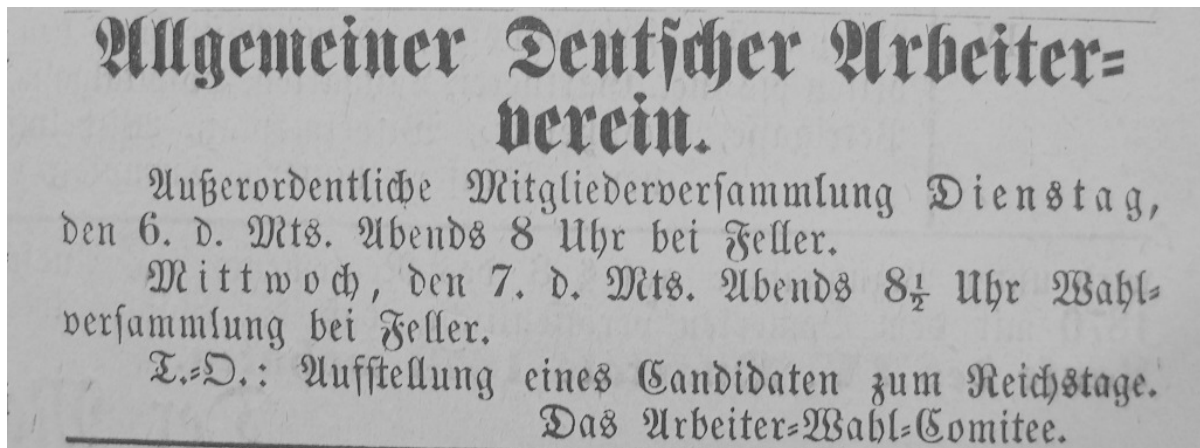 Allgemeiner Deutscher Arbeiter-
verein.
Außerordentliche Mitgliederversammlung Dienstag,
den 6. d. Mts. Abends 8 Uhr bei Feller.
Mittwoch, den 7. d. Mts. Abends 8½ Uhr Wahl-
versammlung bei Feller.
T.-O.: Aufstellung eines Candidaten zum Reichstage.
Das Arbeiter-Wahl-Comitee.